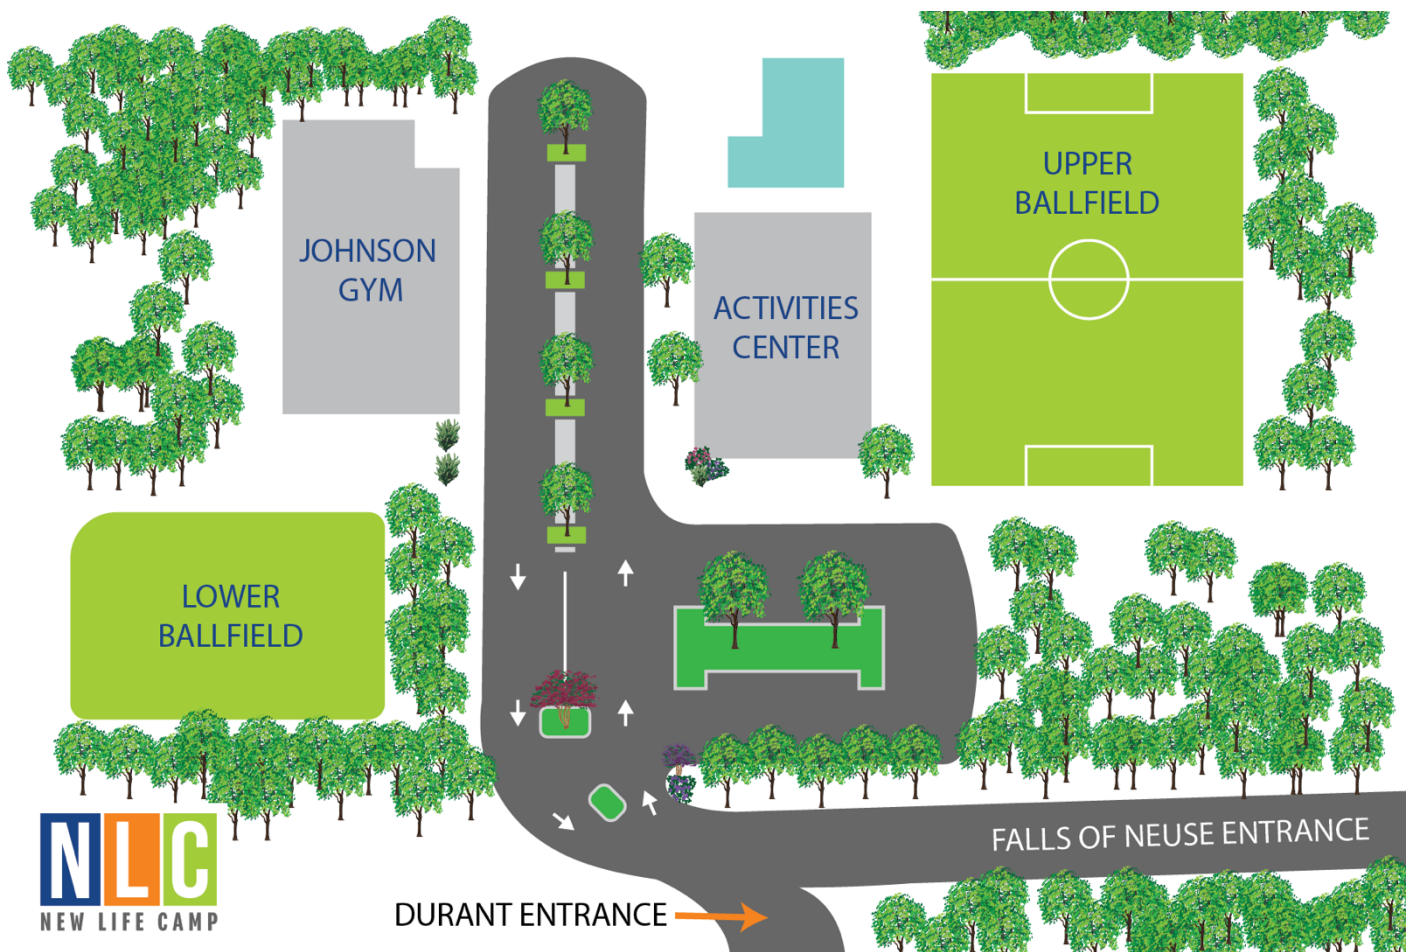 UPPER
BALLFIELD
JOHNSON
GYM
ACTIVITIES
CENTER
LOWER
BALLFIELD
FALLS OF NEUSE ENTRANCE
NLC
NEW LIFE CAMP
DURANT ENTRANCE